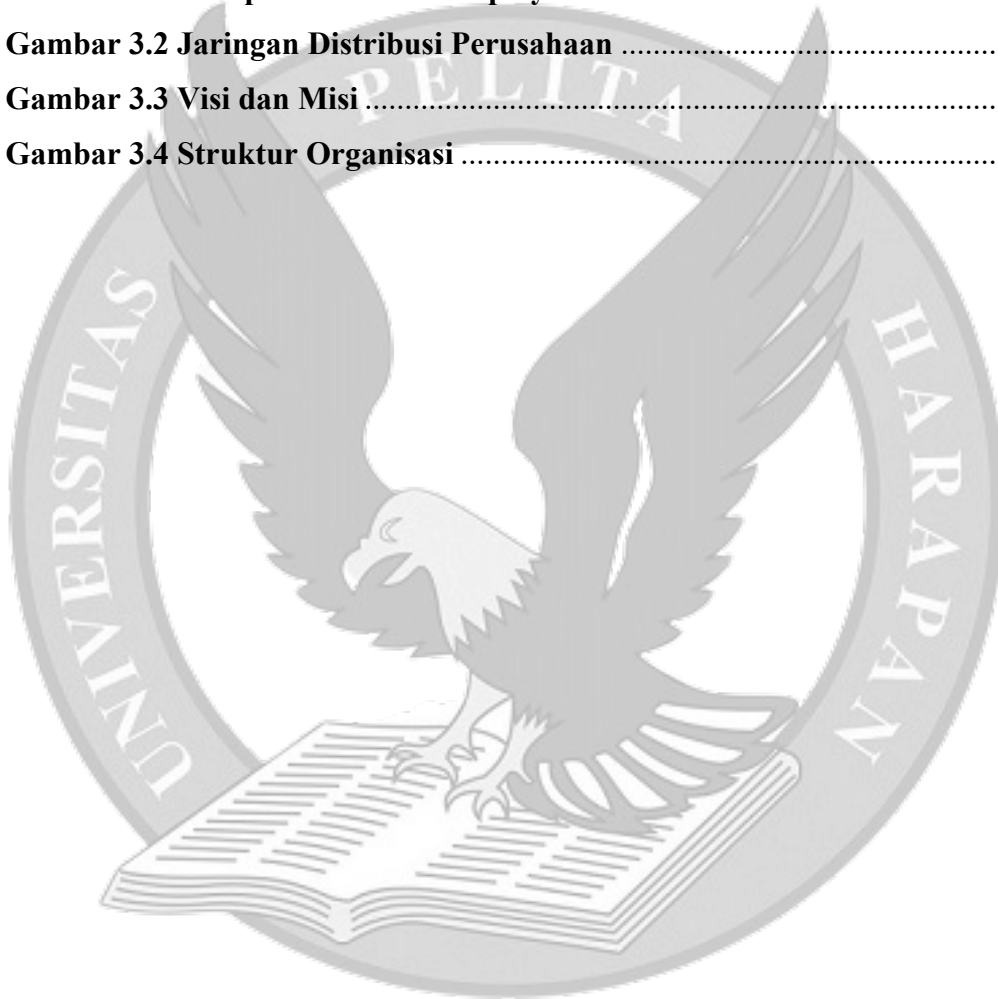 Gambar 3.2 Jaringan Distribusi Perusahaan ................................................
Gambar 3.3 Visi dan Misi ................................................................................
Gambar 3.4 Struktur Organisasi ....................................................................
UNIVERSITAS PELITA HARAPAN